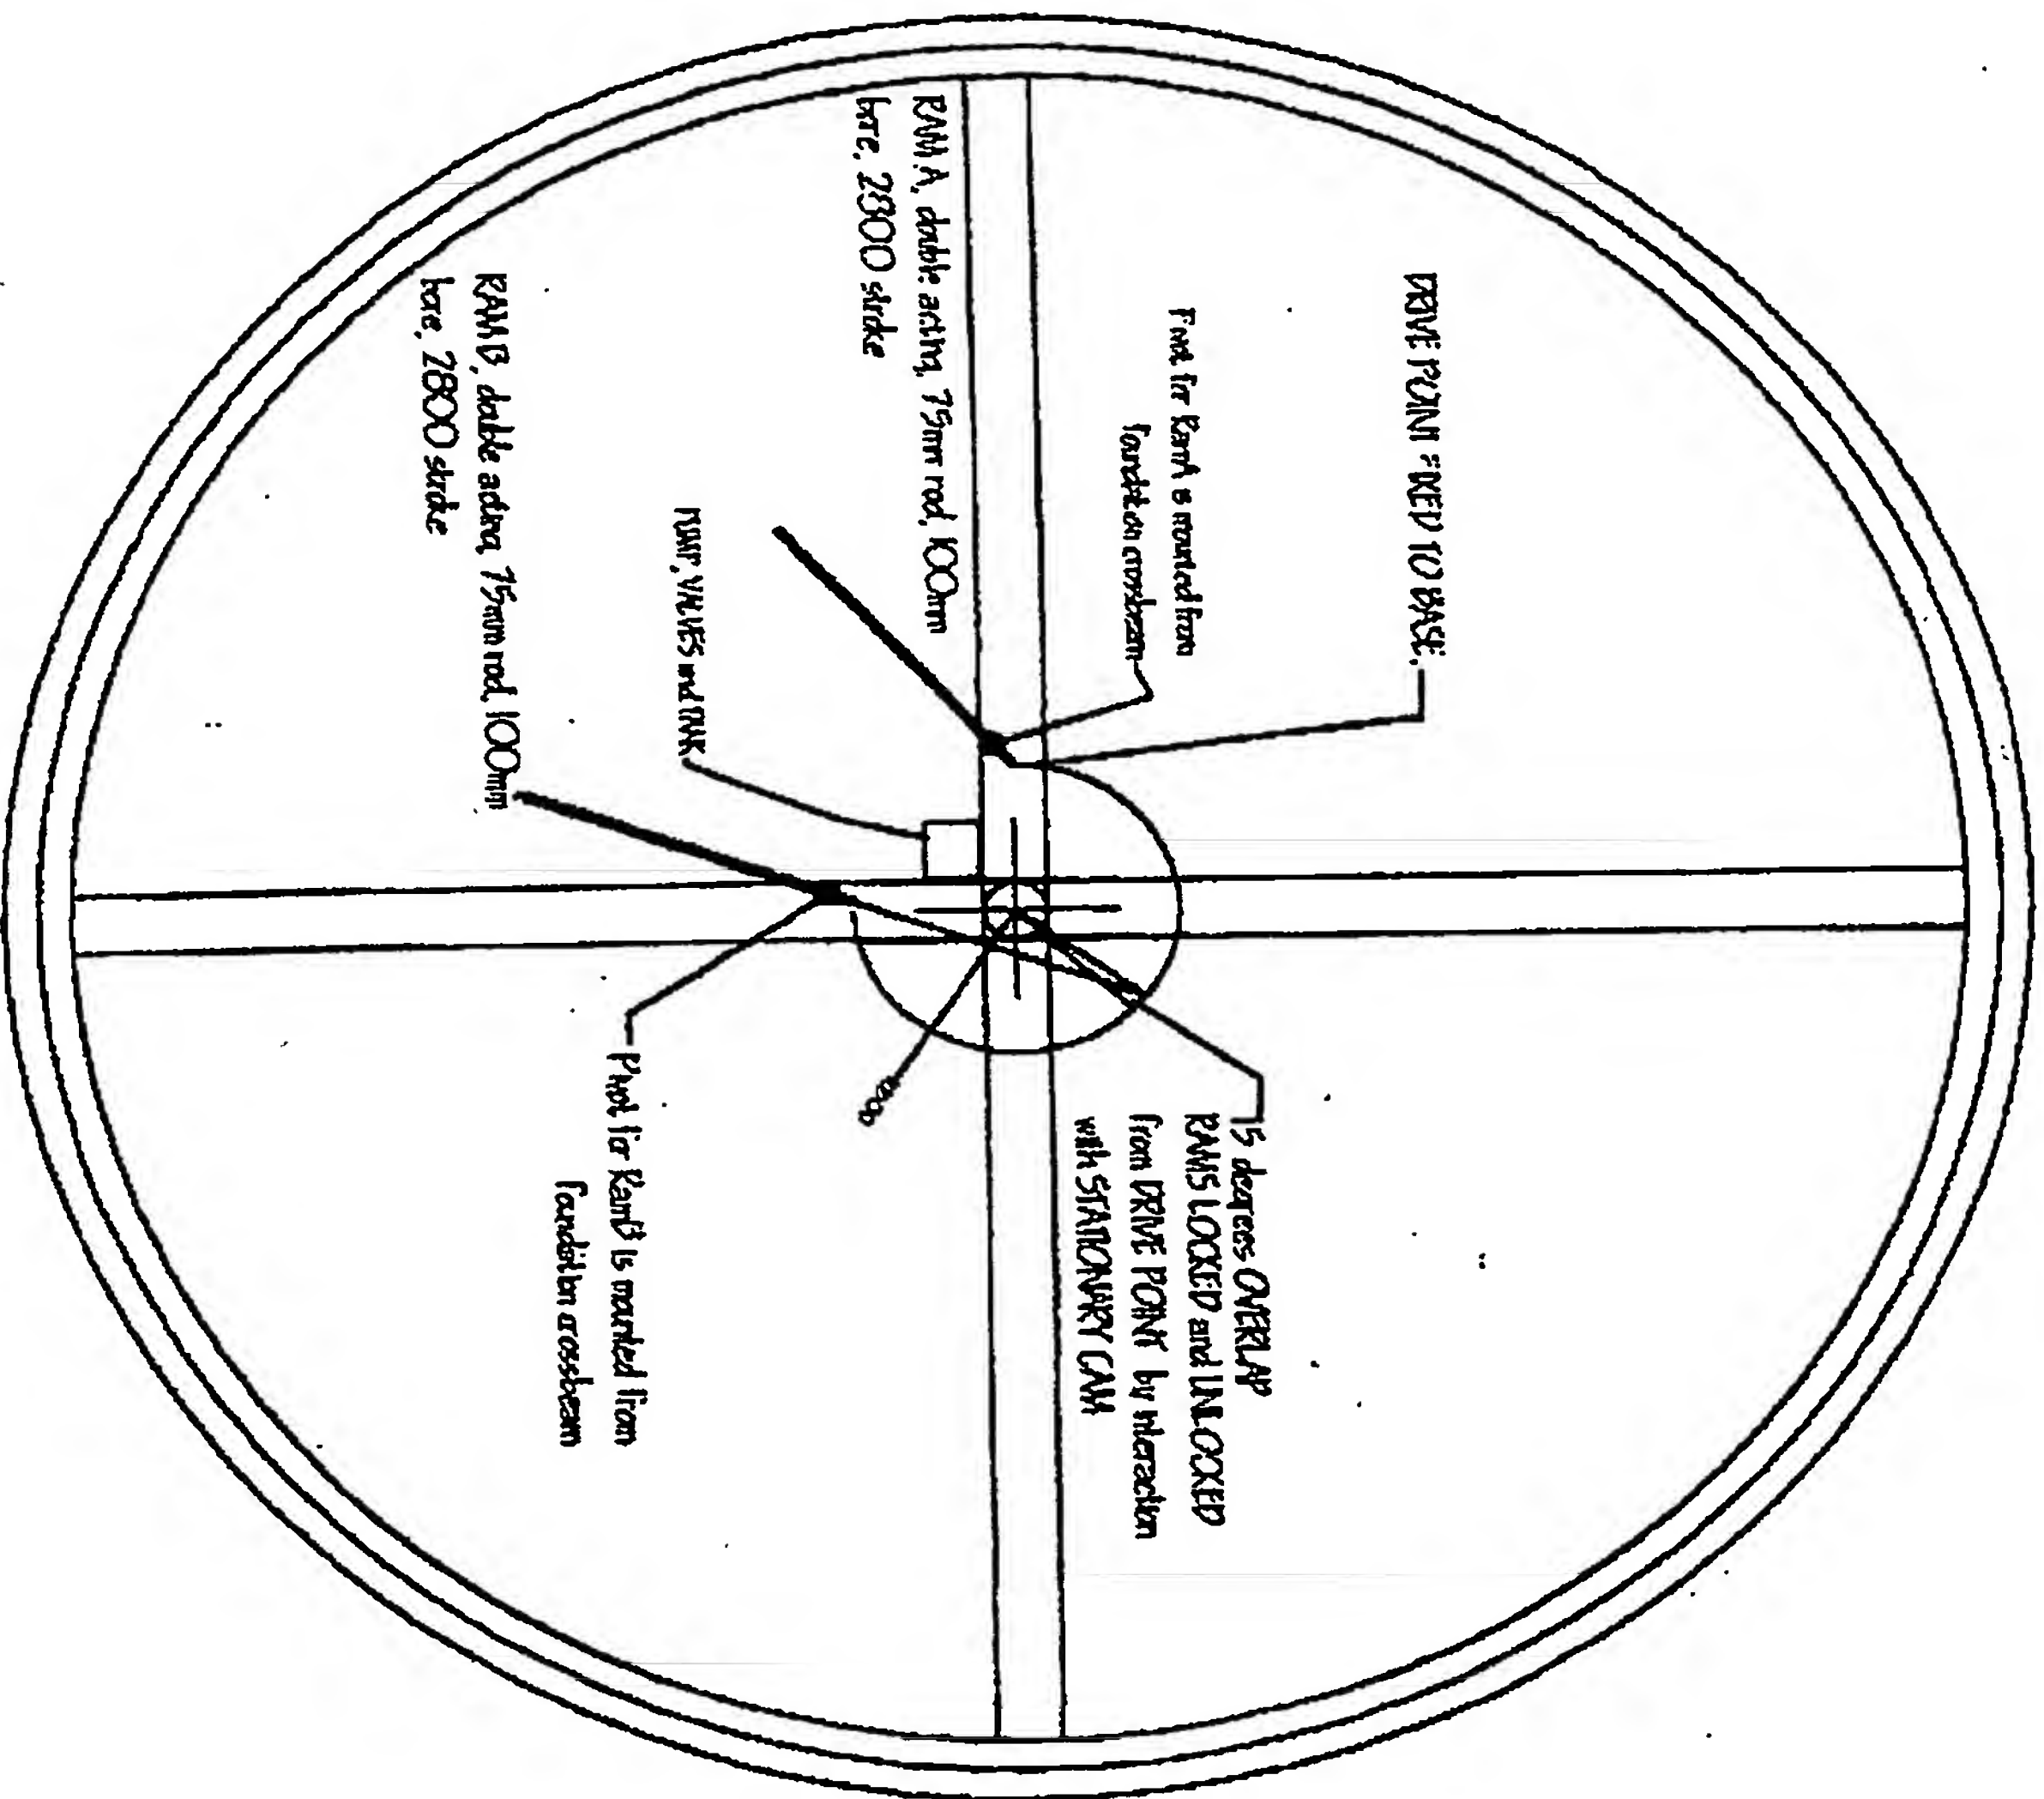 DRIVE POINT FIXED TO BASE.
Pivot for RamA is mounted from
foundation crossbeam
RAM A, double acting, 75mm rod, 100mm
bore, 2800 stroke
PUMP, VALVES and TANK
RAM B, double acting, 75mm rod, 100mm
bore, 2800 stroke
15 degrees OVERLAP
RAMS LOCKED and UNLOCKED
from DRIVE POINT by interaction
with STATIONARY CAM
Pivot for RamB is mounted from
foundation crossbeam